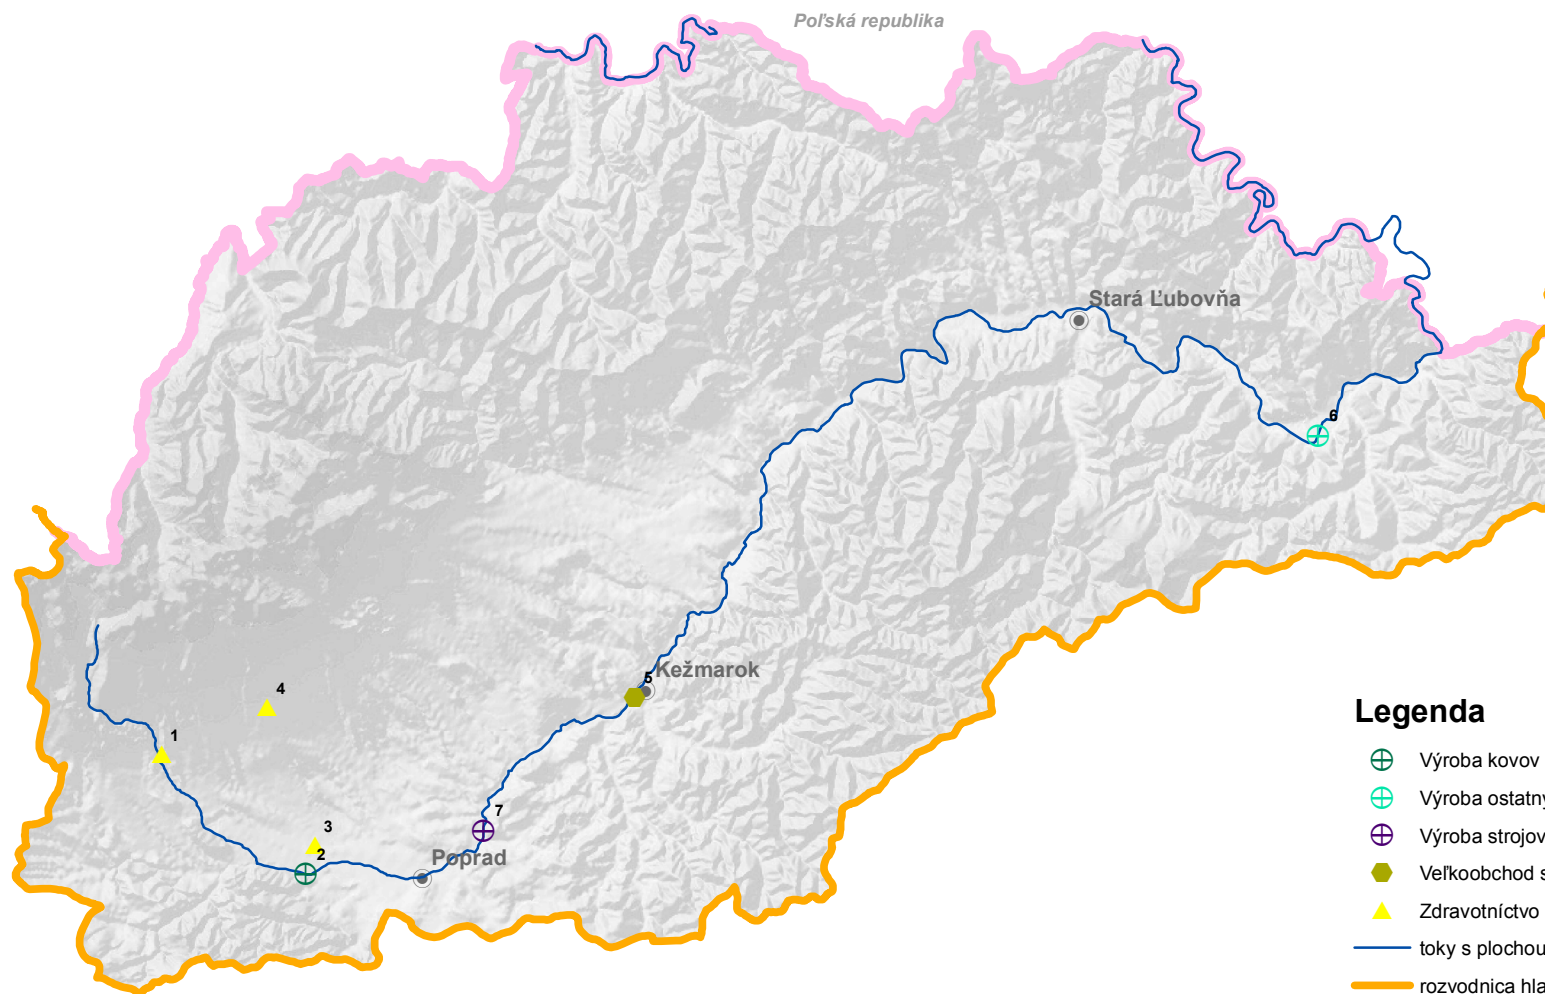 Poľská republika
Stará Ľubovňa
6
Kežmarok
5
4
1
7
3
2
Poprad
Legenda
Výroba kovov
Výroba ostatný
Výroba strojov
Veľkoobchod s
Zdravotníctvo
toky s plochou
rozvodnica hla